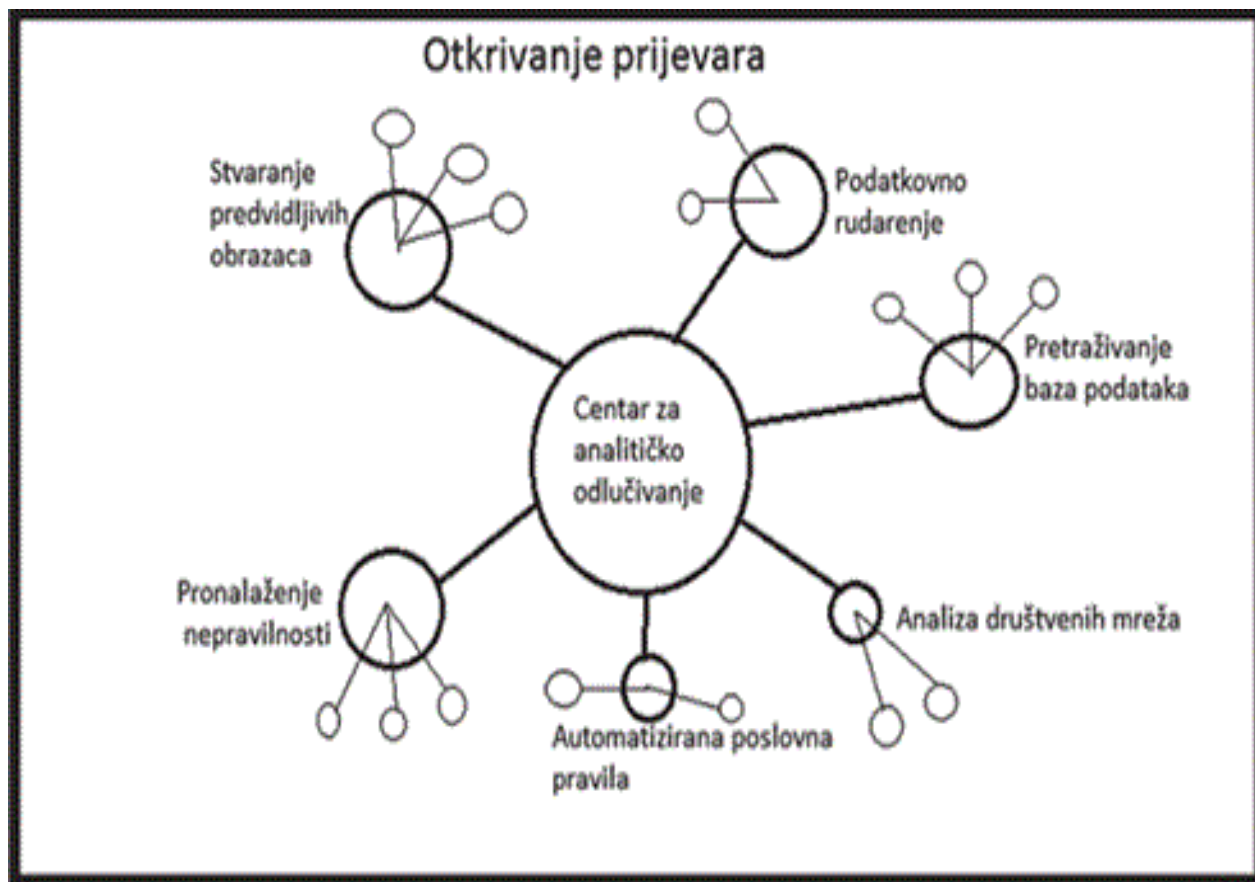 Otkrivanje prijevara
Stvaranje
predvidljivih
obrazaca
Podatkovno
rudarenje
Pretraživanje
baza podataka
Centar za
analitičko
odlučivanje
Pronalaženje
nepravilnosti
Analiza društvenih mreža
Automatizirana poslovna
pravila